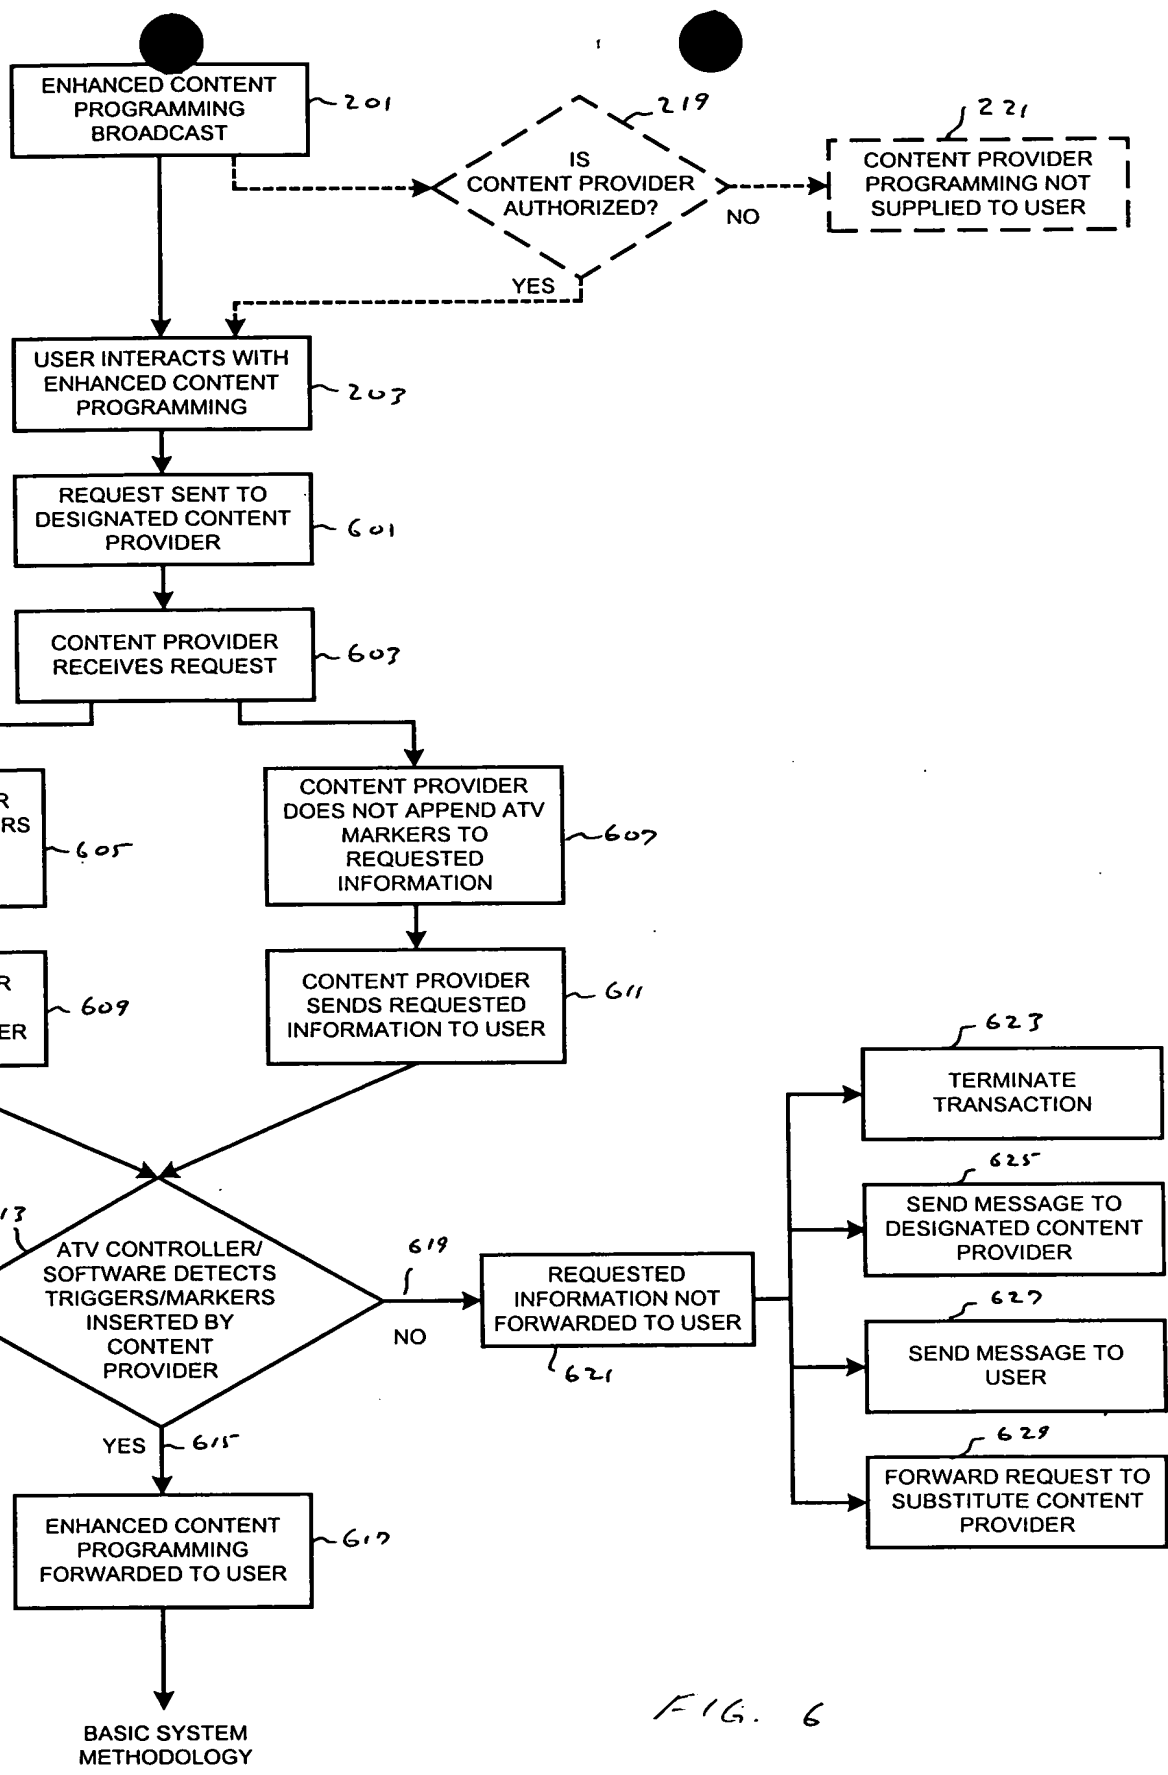 ENHANCED CONTENT
PROGRAMMING
BROADCAST
201
IS
CONTENT PROVIDER
AUTHORIZED?
219
NO
YES
221
CONTENT PROVIDER
PROGRAMMING NOT
SUPPLIED TO USER
USER INTERACTS WITH
ENHANCED CONTENT
PROGRAMMING
203
REQUEST SENT TO
DESIGNATED CONTENT
PROVIDER
601
CONTENT PROVIDER
RECEIVES REQUEST
603
R
RS
605
CONTENT PROVIDER
DOES NOT APPEND ATV
MARKERS TO
REQUESTED
INFORMATION
607
R
ER
609
CONTENT PROVIDER
SENDS REQUESTED
INFORMATION TO USER
611
13
ATV CONTROLLER/
SOFTWARE DETECTS
TRIGGERS/MARKERS
INSERTED BY
CONTENT
PROVIDER
619
NO
REQUESTED
INFORMATION NOT
FORWARDED TO USER
621
623
TERMINATE
TRANSACTION
625
SEND MESSAGE TO
DESIGNATED CONTENT
PROVIDER
627
SEND MESSAGE TO
USER
629
FORWARD REQUEST TO
SUBSTITUTE CONTENT
PROVIDER
YES
615
ENHANCED CONTENT
PROGRAMMING
FORWARDED TO USER
617
BASIC SYSTEM
METHODOLOGY
FIG. 6